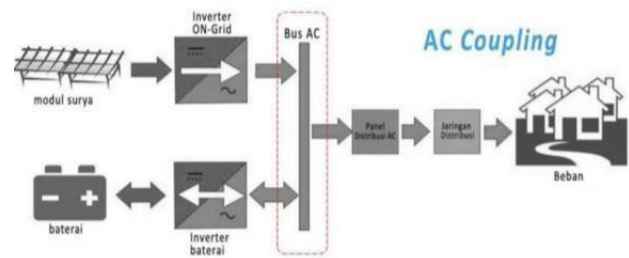 Inverter
ON-Grid
Bus AC
AC Coupling
modul surya
Panel
Distribusi AC
Jaringan
Distribusi
Beban
baterai
Inverter
baterai